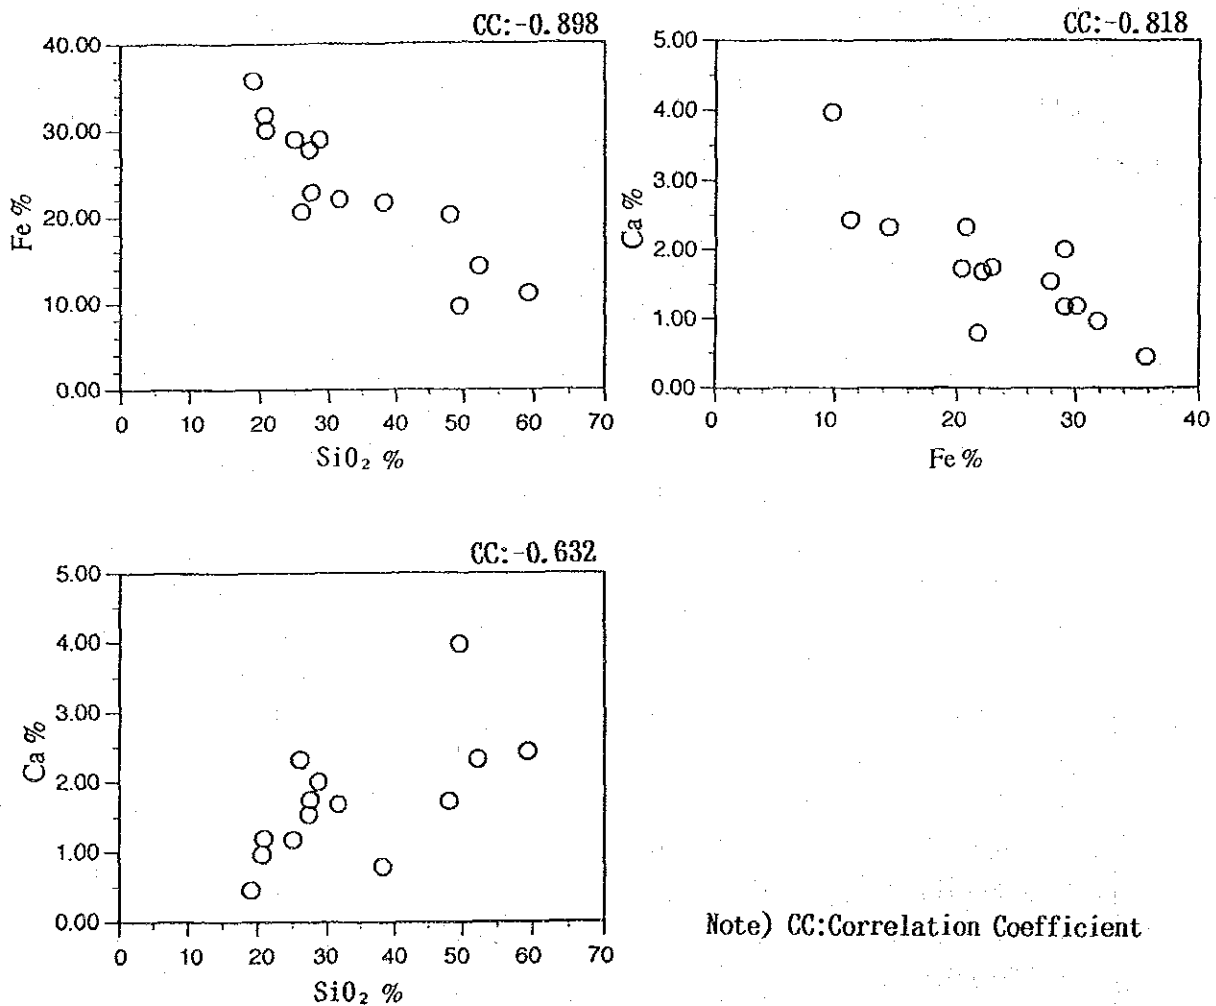 CC:-0.898
40.00
30.00
20.00
10.00
0.00
Fe %
0 10 20 30 40 50 60 70
SiO₂ %
CC:-0.818
5.00
4.00
3.00
2.00
1.00
0.00
Ca %
0 10 20 30 40
Fe %
CC:-0.632
5.00
4.00
3.00
2.00
1.00
0.00
Ca %
0 10 20 30 40 50 60 70
SiO₂ %
Note) CC:Correlation Coefficient